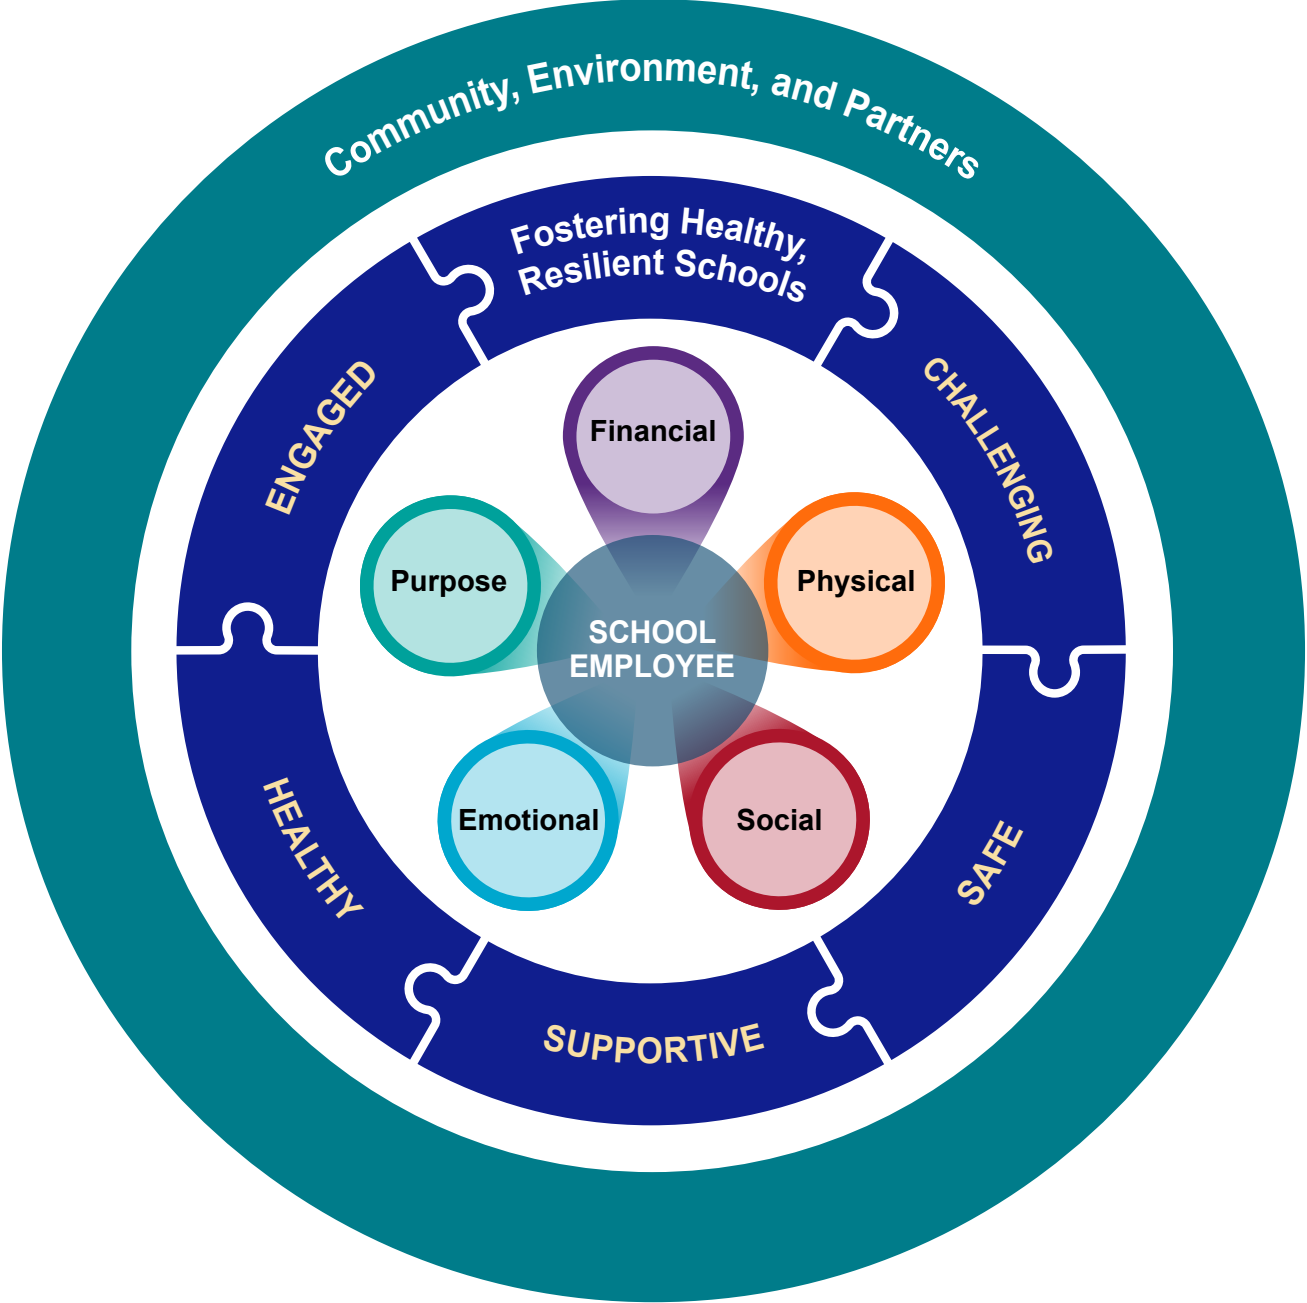 Community, Environment, and Partners
Fostering Healthy,
Resilient Schools
ENGAGED
CHALLENGING
Financial
Purpose
Physical
SCHOOL
EMPLOYEE
Emotional
Social
HEALTHY
SAFE
SUPPORTIVE